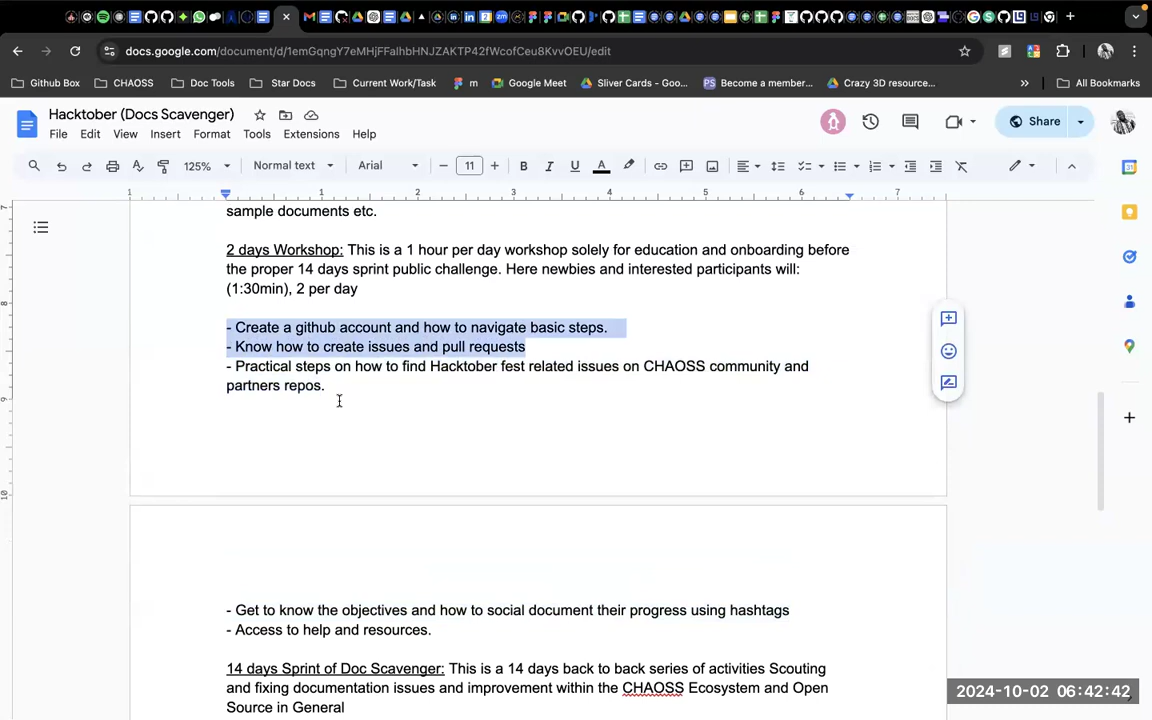 docs.google.com/document/d/1emGqngY7eMHjFFalhbHNJZAKTP42fWcofCeu8KvvOEU/edit
Github Box CHAOSS Doc Tools Star Docs Current Work/Task m Google Meet Sliver Cards - Goo... Become a member... Crazy 3D resource... » All Bookmarks
Hacktober (Docs Scavenger)
File Edit View Insert Format Tools Extensions Help
Share
125% Normal text Arial 11 B I U A
1 1 2 3 4 5 6 7
sample documents etc.
2 days Workshop: This is a 1 hour per day workshop solely for education and onboarding before
the proper 14 days sprint public challenge. Here newbies and interested participants will:
(1:30min), 2 per day
- Create a github account and how to navigate basic steps.
- Know how to create issues and pull requests
- Practical steps on how to find Hacktober fest related issues on CHAOSS community and
partners repos.
- Get to know the objectives and how to social document their progress using hashtags
- Access to help and resources.
14 days Sprint of Doc Scavenger: This is a 14 days back to back series of activities Scouting
and fixing documentation issues and improvement within the CHAOSS Ecosystem and Open
Source in General
2024-10-02 06:42:42